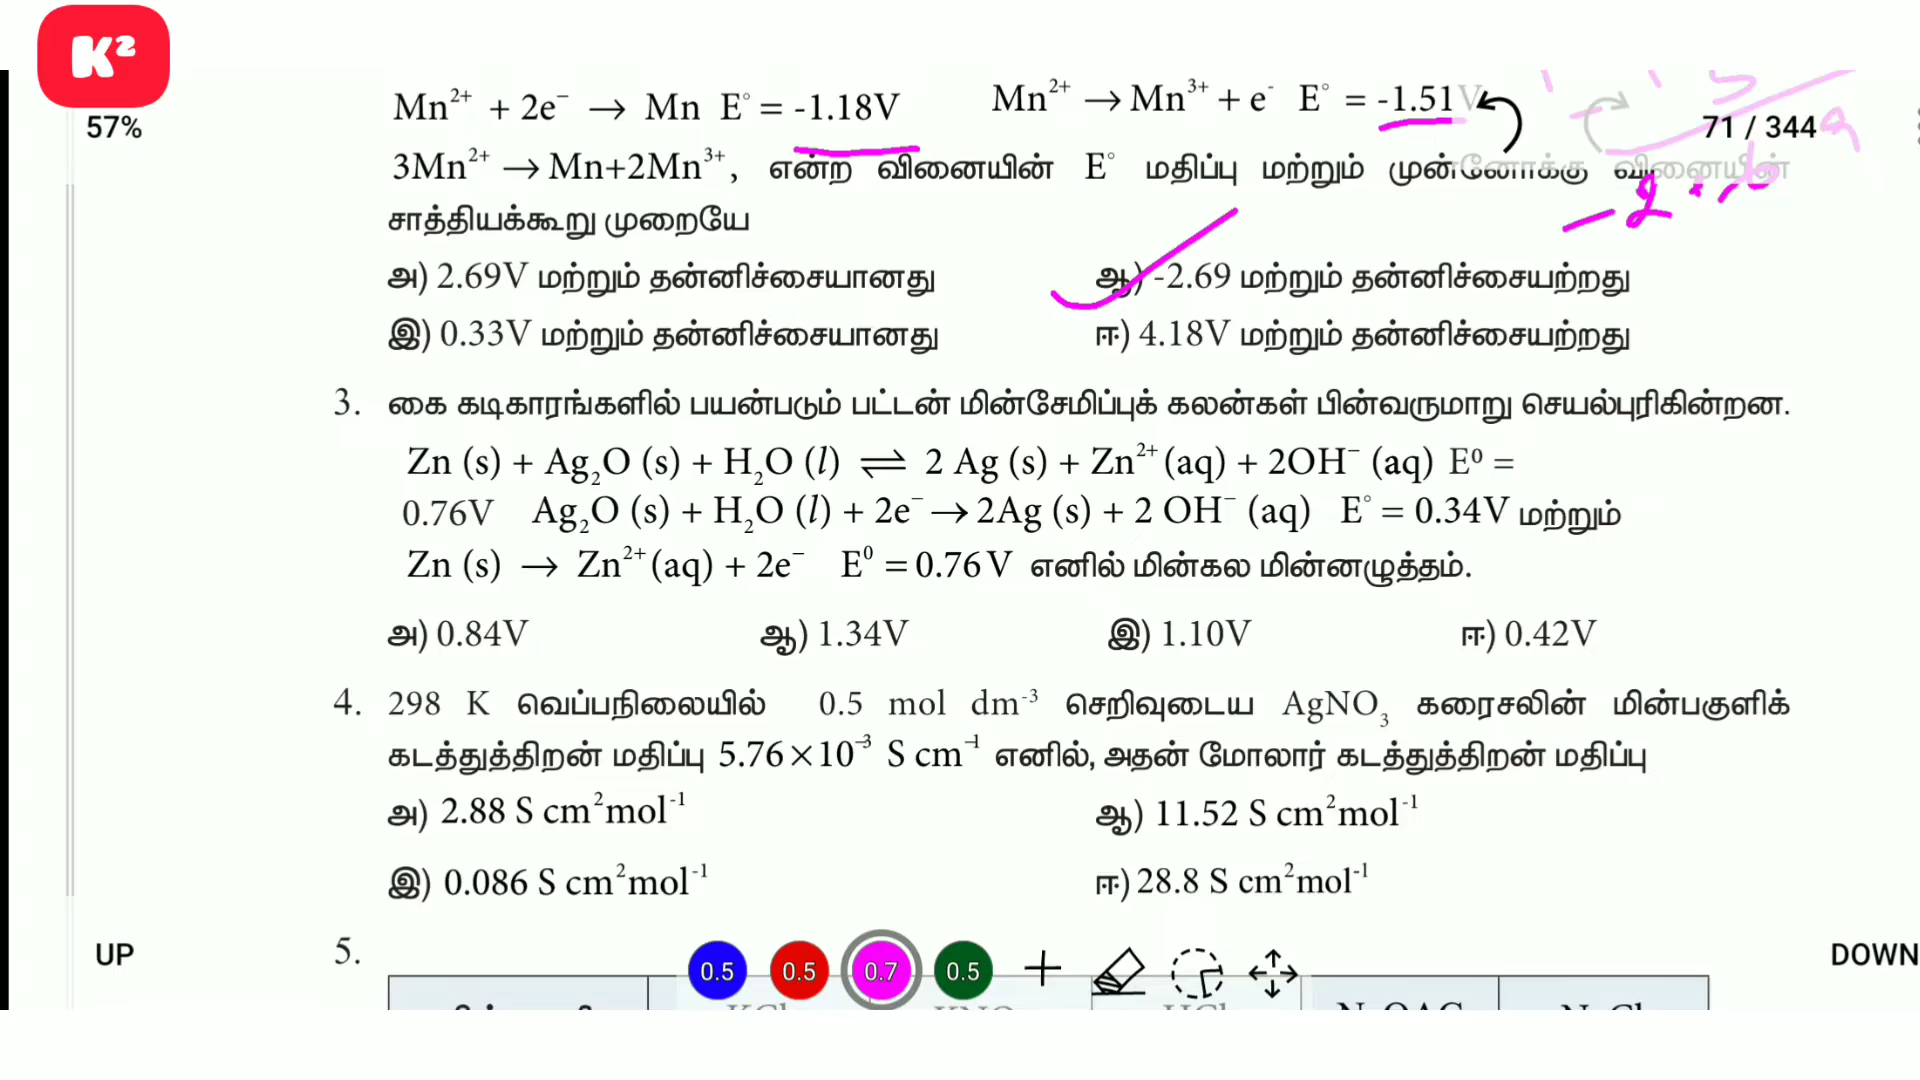 K²
57%
Mn²⁺ + 2e⁻ → Mn E° = -1.18V Mn²⁺ → Mn³⁺ + e⁻ E° = -1.51V
71 / 344
3Mn²⁺ → Mn+2Mn³⁺, என்ற வினையின் E° மதிப்பு மற்றும் முன்னோக்கு வினையின்
சாத்தியக்கூறு முறையே
அ) 2.69V மற்றும் தன்னிச்சையானது ஆ) -2.69 மற்றும் தன்னிச்சையற்றது
இ) 0.33V மற்றும் தன்னிச்சையானது ஈ) 4.18V மற்றும் தன்னிச்சையற்றது
3. கை கடிகாரங்களில் பயன்படும் பட்டன் மின்சேமிப்புக் கலன்கள் பின்வருமாறு செயல்புரிகின்றன.
Zn (s) + Ag₂O (s) + H₂O (l) ⇌ 2 Ag (s) + Zn²⁺ (aq) + 2OH⁻ (aq) E⁰ =
0.76V Ag₂O (s) + H₂O (l) + 2e⁻ → 2Ag (s) + 2 OH⁻ (aq) E° = 0.34V மற்றும்
Zn (s) → Zn²⁺ (aq) + 2e⁻ E⁰ = 0.76 V எனில் மின்கல மின்னழுத்தம்.
அ) 0.84V ஆ) 1.34V இ) 1.10V ஈ) 0.42V
4. 298 K வெப்பநிலையில் 0.5 mol dm⁻³ செறிவுடைய AgNO₃ கரைசலின் மின்பகுளிக்
கடத்துத்திறன் மதிப்பு 5.76×10⁻³ S cm⁻¹ எனில், அதன் மோலார் கடத்துத்திறன் மதிப்பு
அ) 2.88 S cm²mol⁻¹ ஆ) 11.52 S cm²mol⁻¹
இ) 0.086 S cm²mol⁻¹ ஈ) 28.8 S cm²mol⁻¹
5.
UP 0.5 0.5 0.7 0.5 DOWN